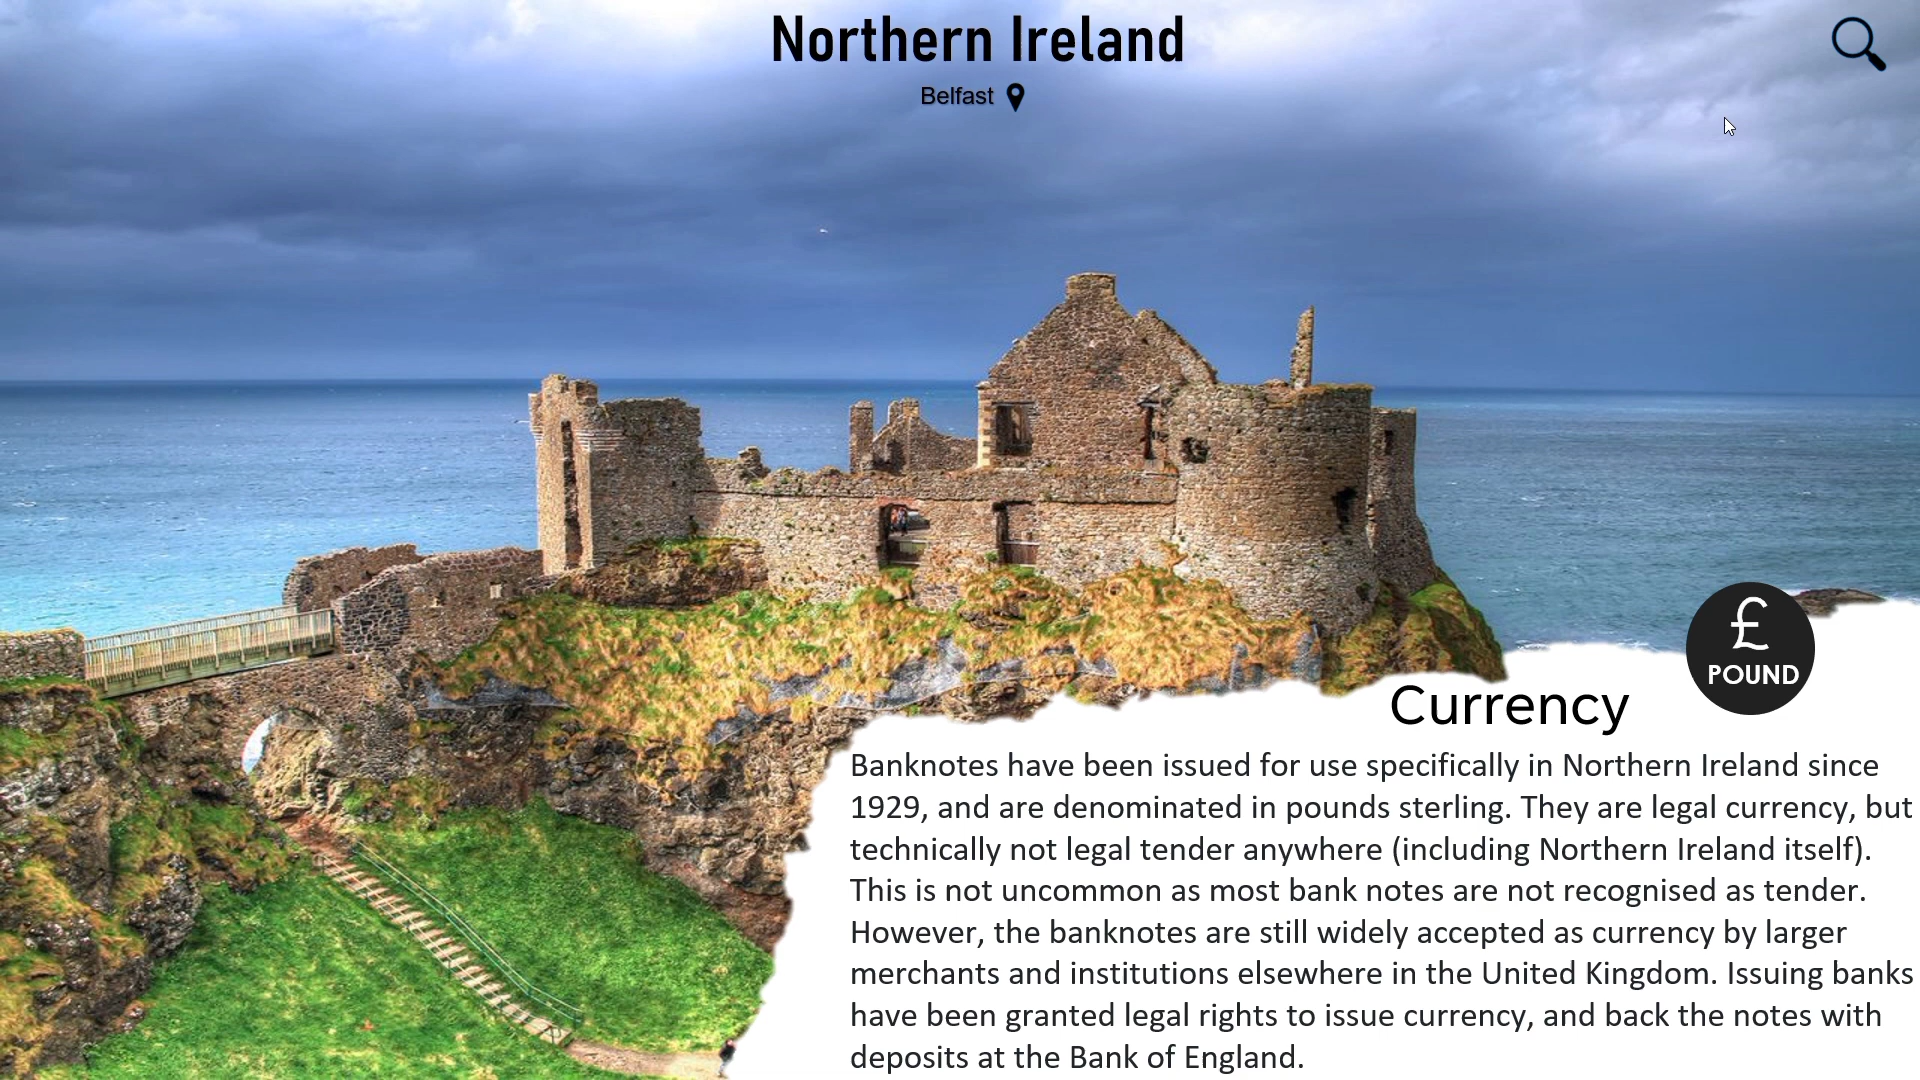 Northern Ireland
Belfast
£
POUND
Currency
Banknotes have been issued for use specifically in Northern Ireland since
1929, and are denominated in pounds sterling. They are legal currency, but
technically not legal tender anywhere (including Northern Ireland itself).
This is not uncommon as most bank notes are not recognised as tender.
However, the banknotes are still widely accepted as currency by larger
merchants and institutions elsewhere in the United Kingdom. Issuing banks
have been granted legal rights to issue currency, and back the notes with
deposits at the Bank of England.